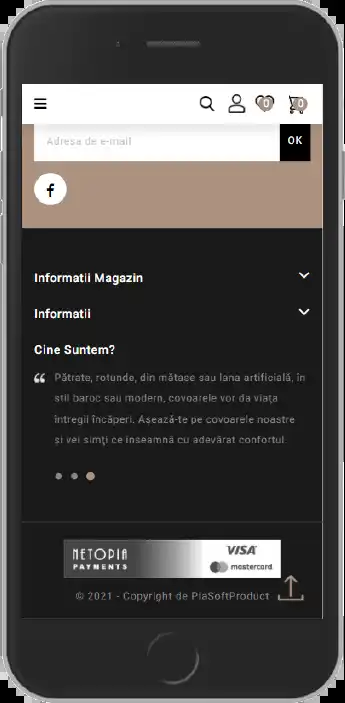 0
0
Adresa de e-mail
OK
f
Informatii Magazin
Informatii
Cine Suntem?
“ Pătrate, rotunde, din mătase sau lana artificială, în
stil baroc sau modern, covoarele vor da viața
întregii încăperi. Așează-te pe covoarele noastre
și vei simți ce înseamnă cu adevărat confortul.
NETOPIA
PAYMENTS
VISA
mastercard
© 2021 - Copyright de PiaSoftProduct